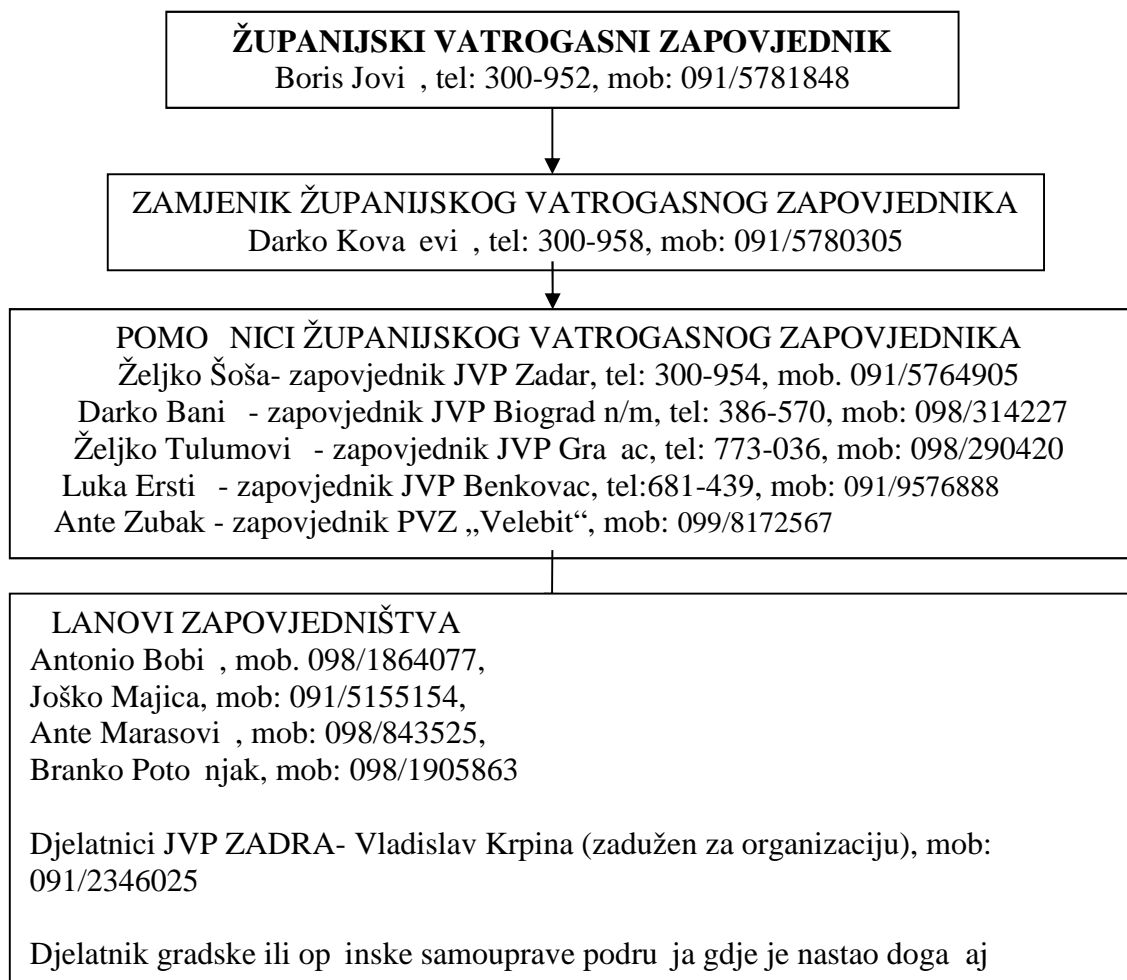 ŽUPANIJSKI VATROGASNI ZAPOVJEDNIK
Boris Jovi , tel: 300-952, mob: 091/5781848
ZAMJENIK ŽUPANIJSKOG VATROGASNOG ZAPOVJEDNIKA
Darko Kova evi , tel: 300-958, mob: 091/5780305
POMO NICI ŽUPANIJSKOG VATROGASNOG ZAPOVJEDNIKA
Željko Šoša- zapovjednik JVP Zadar, tel: 300-954, mob. 091/5764905
Darko Bani - zapovjednik JVP Biograd n/m, tel: 386-570, mob: 098/314227
Željko Tulumovi - zapovjednik JVP Gra ac, tel: 773-036, mob: 098/290420
Luka Ersti - zapovjednik JVP Benkovac, tel:681-439, mob: 091/9576888
Ante Zubak - zapovjednik PVZ „Velebit“, mob: 099/8172567
LANOVI ZAPOVJEDNIŠTVA
Antonio Bobi , mob. 098/1864077,
Joško Majica, mob: 091/5155154,
Ante Marasovi , mob: 098/843525,
Branko Poto njak, mob: 098/1905863
Djelatnici JVP ZADRA- Vladislav Krpina (zadužen za organizaciju), mob:
091/2346025
Djelatnik gradske ili op inske samouprave podru ja gdje je nastao doga aj